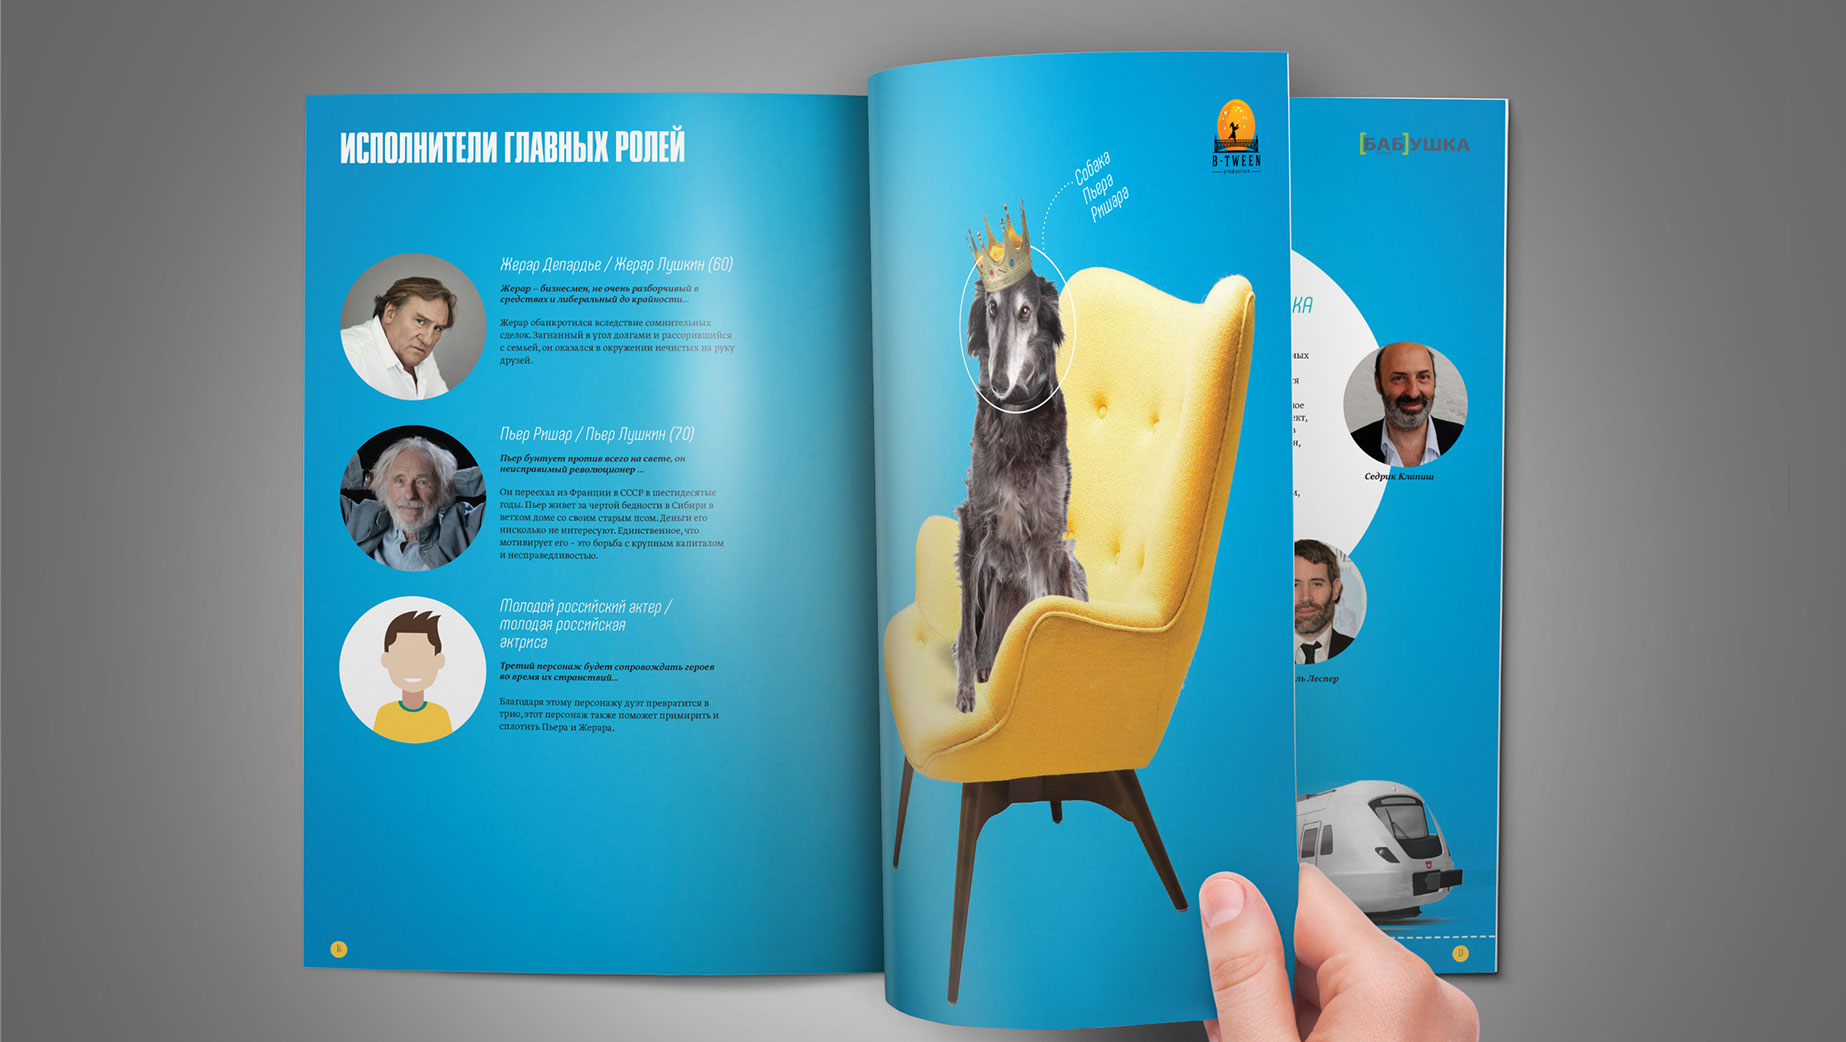 ИСПОЛНИТЕЛИ ГЛАВНЫХ РОЛЕЙ
Жерар Депардье / Жерар Лушкин (60)
Жерар – бизнесмен, не очень разборчивый в
средствах и либеральный до крайности...
Жерар обанкротился вследствие сомнительных
сделок. Загнанный в угол долгами и рассорившийся
с семьей, он оказался в окружении нечистых на руку
друзей.
Пьер Ришар / Пьер Лушкин (70)
Пьер бунтует против всего на свете, он
неисправимый революционер ...
Он переехал из Франции в СССР в шестидесятые
годы. Пьер живет за чертой бедности в Сибири в
ветхом доме со своим старым псом. Деньги его
нисколько не интересуют. Единственное, что
мотивирует его – это борьба с крупным капиталом
и несправедливостью.
Молодой российский актер /
молодая российская
актриса
Третий персонаж будет сопровождать героев
во время их странствий...
Благодаря этому персонажу дуэт превратится в
трио, этот персонаж также поможет примирить и
сплотить Пьера и Жерара.
Собака
Пьера
Ришара
B-TWEEN
production
[БАБ]УШКА
КА
ных
ся
ное
ект,
в
н,
м,
Седрик Клапиш
ль Леспер